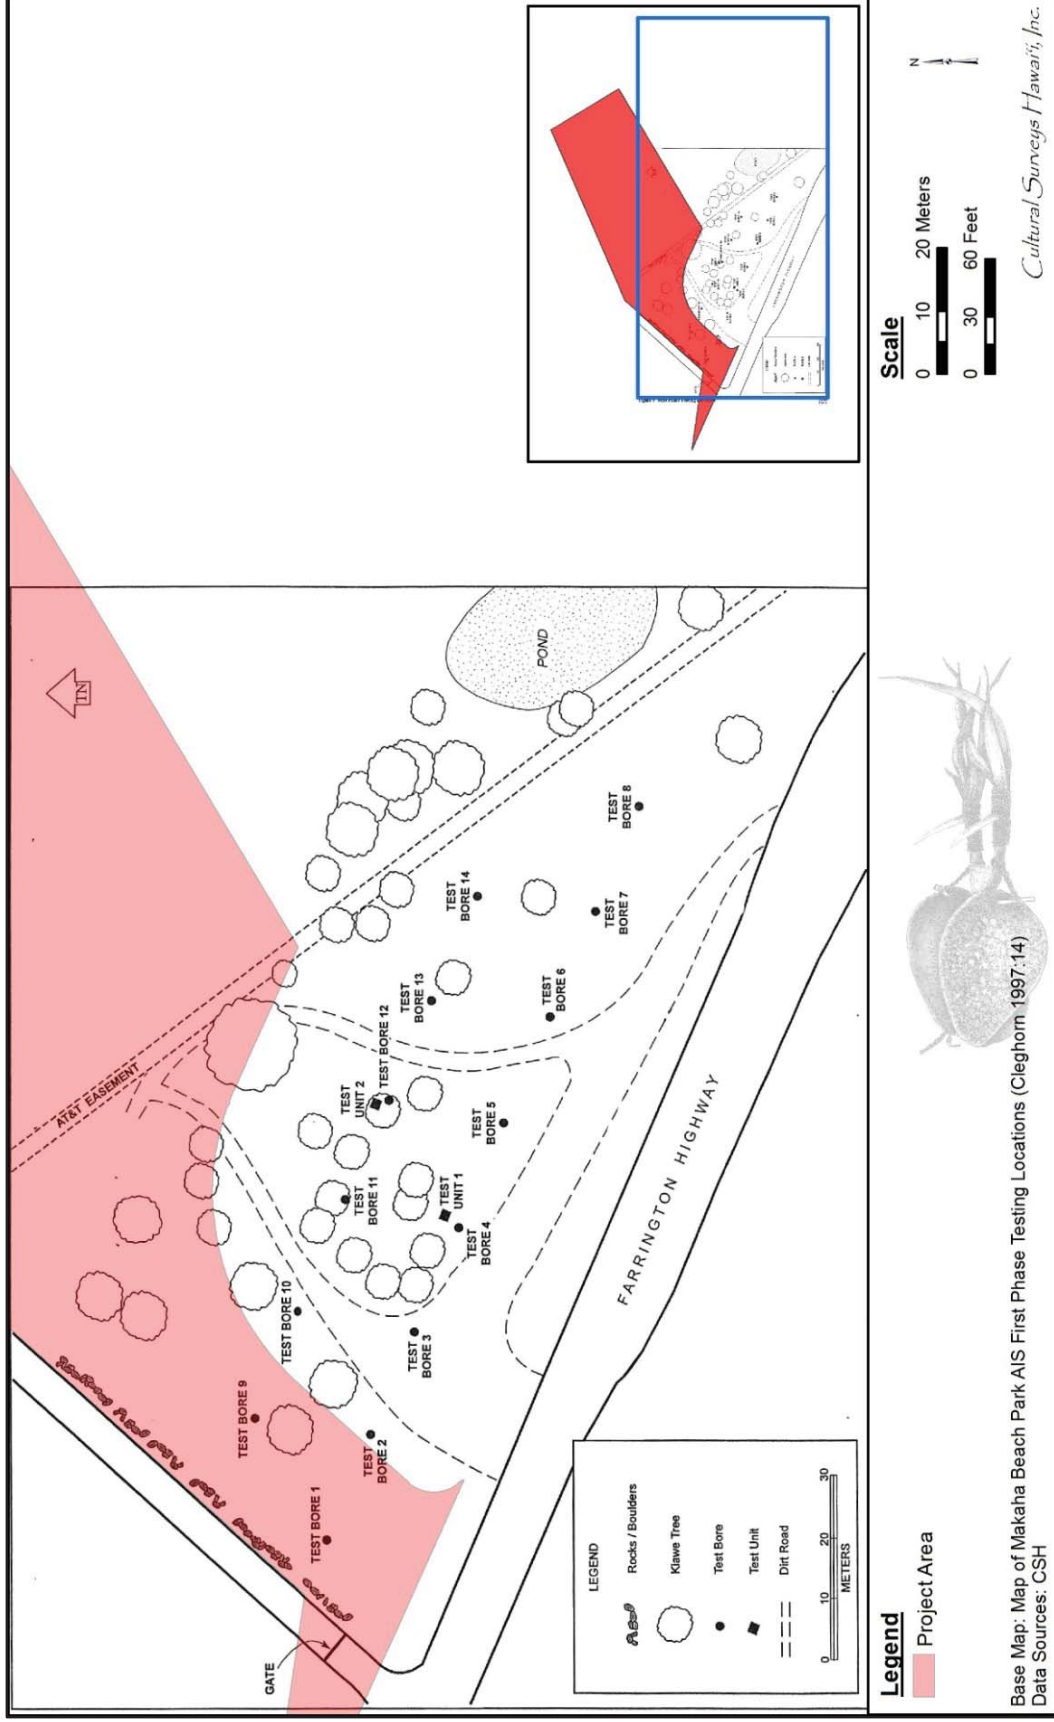 AT&T EASEMENT
TN
POND
TEST
BORE 8
TEST
BORE 14
TEST
BORE 7
TEST
BORE 13
TEST
BORE 6
TEST BORE 12
TEST
UNIT 2
TEST
BORE 5
TEST
BORE 11
TEST
UNIT 1
TEST
BORE 4
TEST BORE 10
TEST
BORE 3
TEST BORE 9
TEST
BORE 2
TEST BORE 1
GATE
FARRINGTON HIGHWAY
LEGEND
Rocks / Boulders
Kiawe Tree
Test Bore
Test Unit
Dirt Road
0 10 20 30
METERS
Legend
Project Area
Base Map: Map of Makaha Beach Park AIS First Phase Testing Locations (Cleghorn 1997:14)
Data Sources: CSH
Scale
0 10 20 Meters
0 30 60 Feet
N
Cultural Surveys Hawai‘i, Inc.